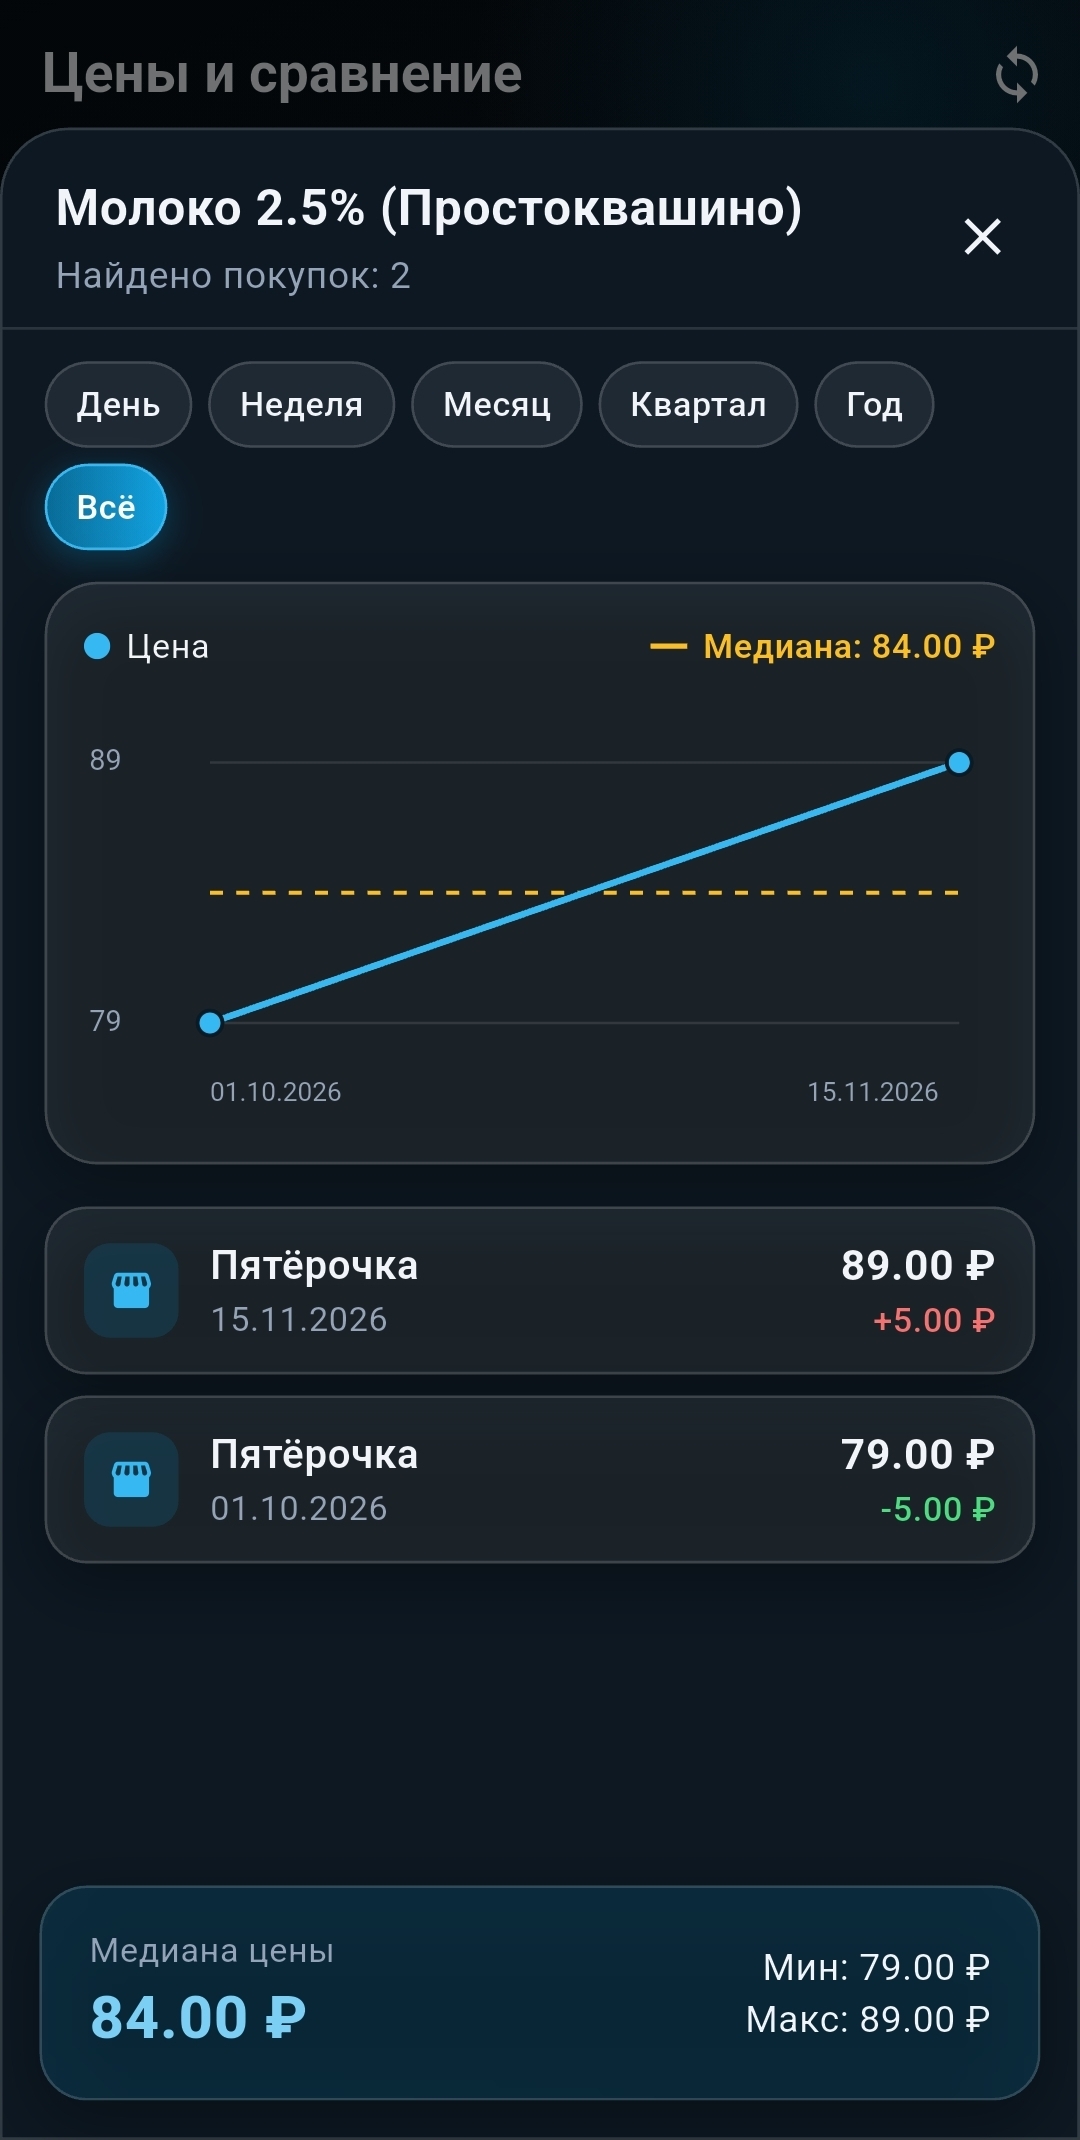 Цены и сравнение
Молоко 2.5% (Простоквашино)
Найдено покупок: 2
День Неделя Месяц Квартал Год
Всё
Цена — Медиана: 84.00 ₽
89
79
01.10.2026 15.11.2026
Пятёрочка 89.00 ₽
15.11.2026 +5.00 ₽
Пятёрочка 79.00 ₽
01.10.2026 -5.00 ₽
Медиана цены
84.00 ₽
Мин: 79.00 ₽
Макс: 89.00 ₽